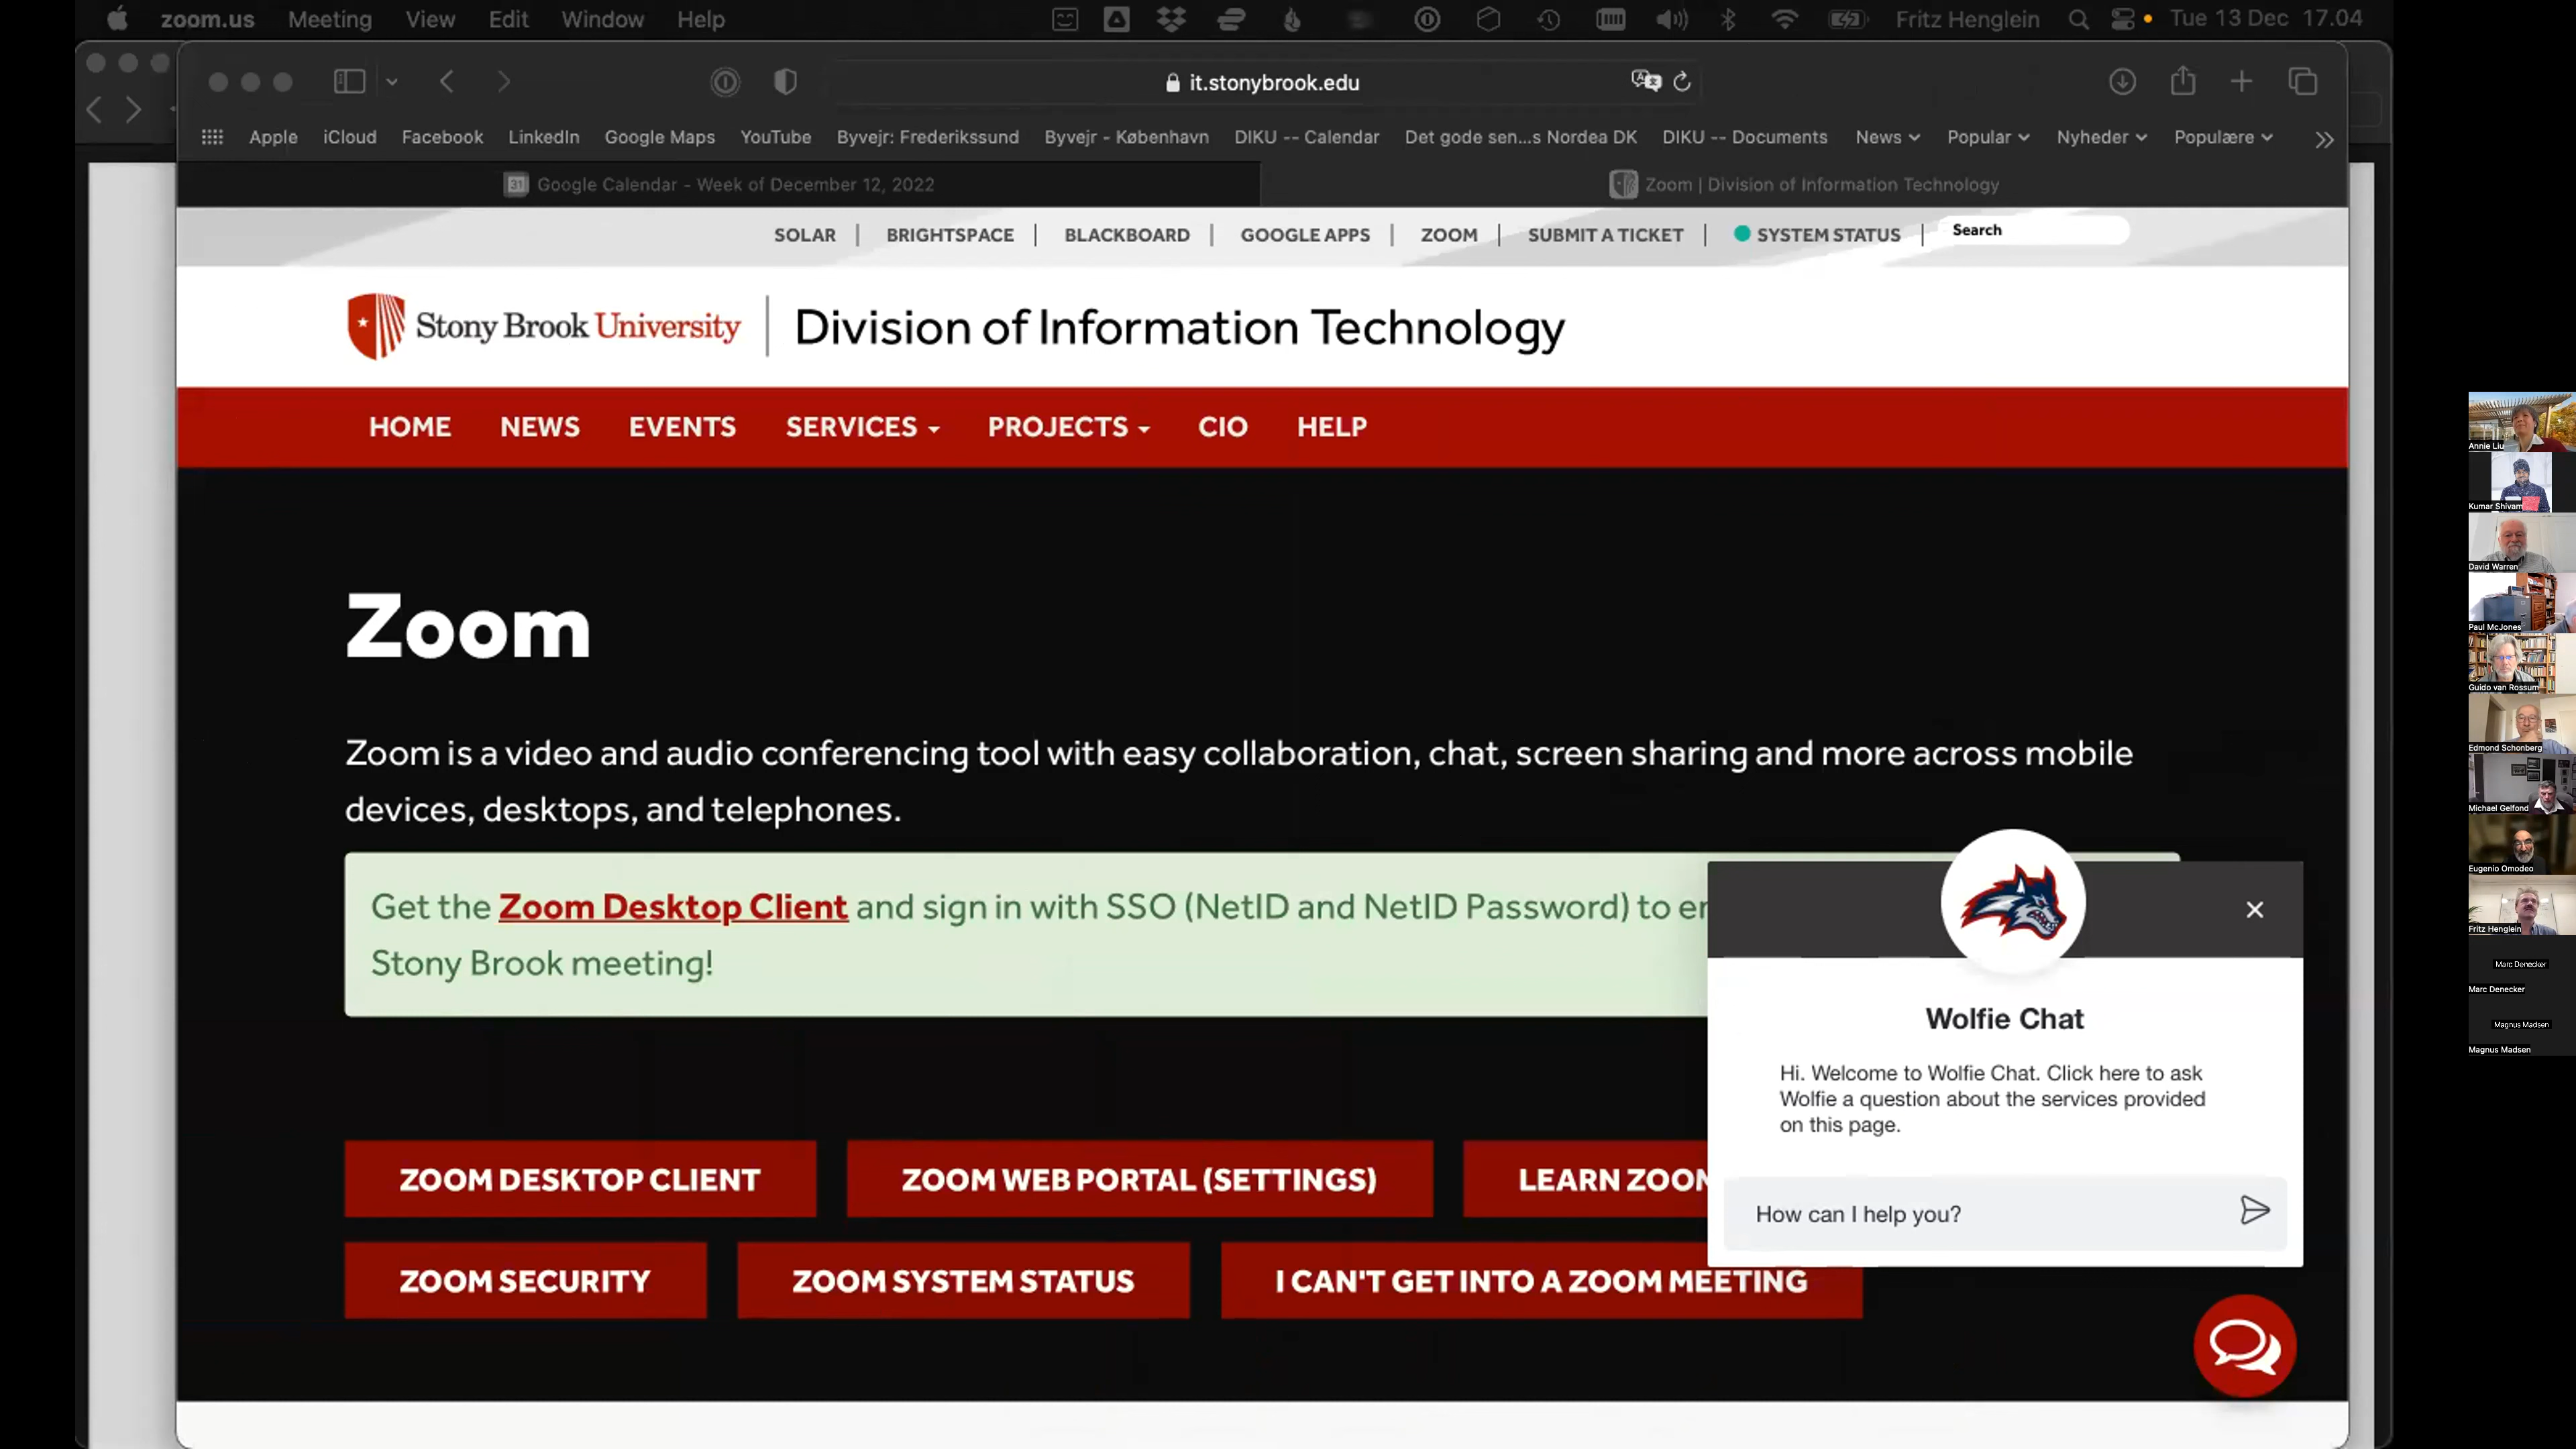 zoom.us Meeting View Edit Window Help Fritz Henglein Tue 13 Dec 17.04
it.stonybrook.edu
Apple iCloud Facebook LinkedIn Google Maps YouTube Byvejr: Frederikssund Byvejr - København DIKU -- Calendar Det gode sen...s Nordea DK DIKU -- Documents News Popular Nyheder Populære
31 Google Calendar - Week of December 12, 2022 Zoom | Division of Information Technology
SOLAR | BRIGHTSPACE | BLACKBOARD | GOOGLE APPS | ZOOM | SUBMIT A TICKET | SYSTEM STATUS | Search
Stony Brook University | Division of Information Technology
HOME NEWS EVENTS SERVICES PROJECTS CIO HELP
Zoom
Zoom is a video and audio conferencing tool with easy collaboration, chat, screen sharing and more across mobile
devices, desktops, and telephones.
Get the Zoom Desktop Client and sign in with SSO (NetID and NetID Password) to
Stony Brook meeting!
ZOOM DESKTOP CLIENT ZOOM WEB PORTAL (SETTINGS) LEARN ZOOM
ZOOM SECURITY ZOOM SYSTEM STATUS I CAN'T GET INTO A ZOOM MEETING
Wolfie Chat
Hi. Welcome to Wolfie Chat. Click here to ask
Wolfie a question about the services provided
on this page.
How can I help you?
Annie Liu
Kumar Shivam
David Warren
Paul McJones
Guido van Rossum
Edmond Schonberg
Michael Gelfond
Eugenio Omodeo
Fritz Henglein
Marc Denecker
Marc Denecker
Magnus Madsen
Magnus Madsen